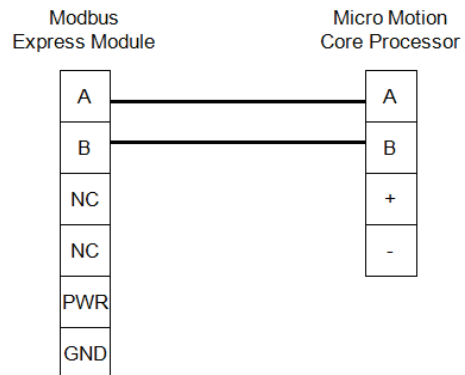 Modbus
Express Module
Micro Motion
Core Processor
A
B
NC
NC
PWR
GND
A
B
+
-